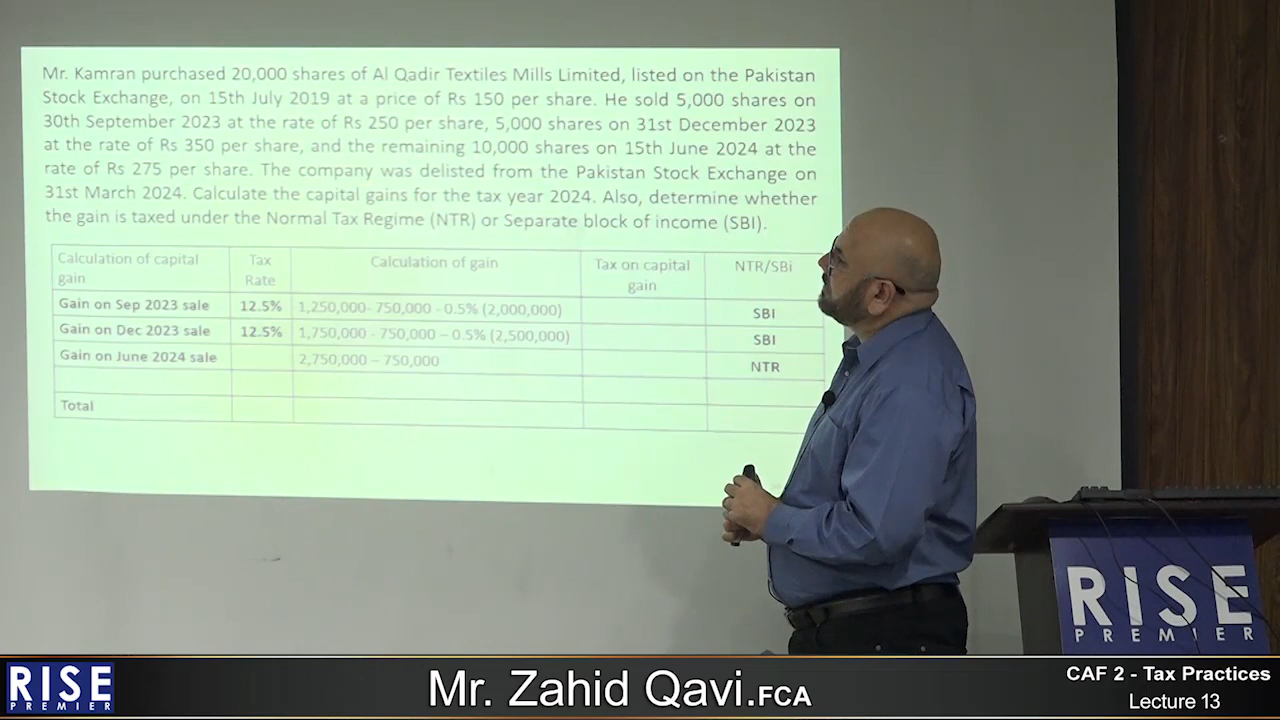 Mr. Kamran purchased 20,000 shares of Al Qadir Textiles Mills Limited, listed on the Pakistan
Stock Exchange, on 15th July 2019 at a price of Rs 150 per share. He sold 5,000 shares on
30th September 2023 at the rate of Rs 250 per share, 5,000 shares on 31st December 2023
at the rate of Rs 350 per share, and the remaining 10,000 shares on 15th June 2024 at the
rate of Rs 275 per share. The company was delisted from the Pakistan Stock Exchange on
31st March 2024. Calculate the capital gains for the tax year 2024. Also, determine whether
the gain is taxed under the Normal Tax Regime (NTR) or Separate block of income (SBI).
Calculation of capital gain Tax Rate Calculation of gain Tax on capital gain NTR/SBi
Gain on Sep 2023 sale 12.5% 1,250,000- 750,000 - 0.5% (2,000,000) SBI
Gain on Dec 2023 sale 12.5% 1,750,000 - 750,000 – 0.5% (2,500,000) SBI
Gain on June 2024 sale 2,750,000 – 750,000 NTR
Total
RISE
PREMIER
RISE
PREMIER
Mr. Zahid Qavi.FCA
CAF 2 - Tax Practices
Lecture 13